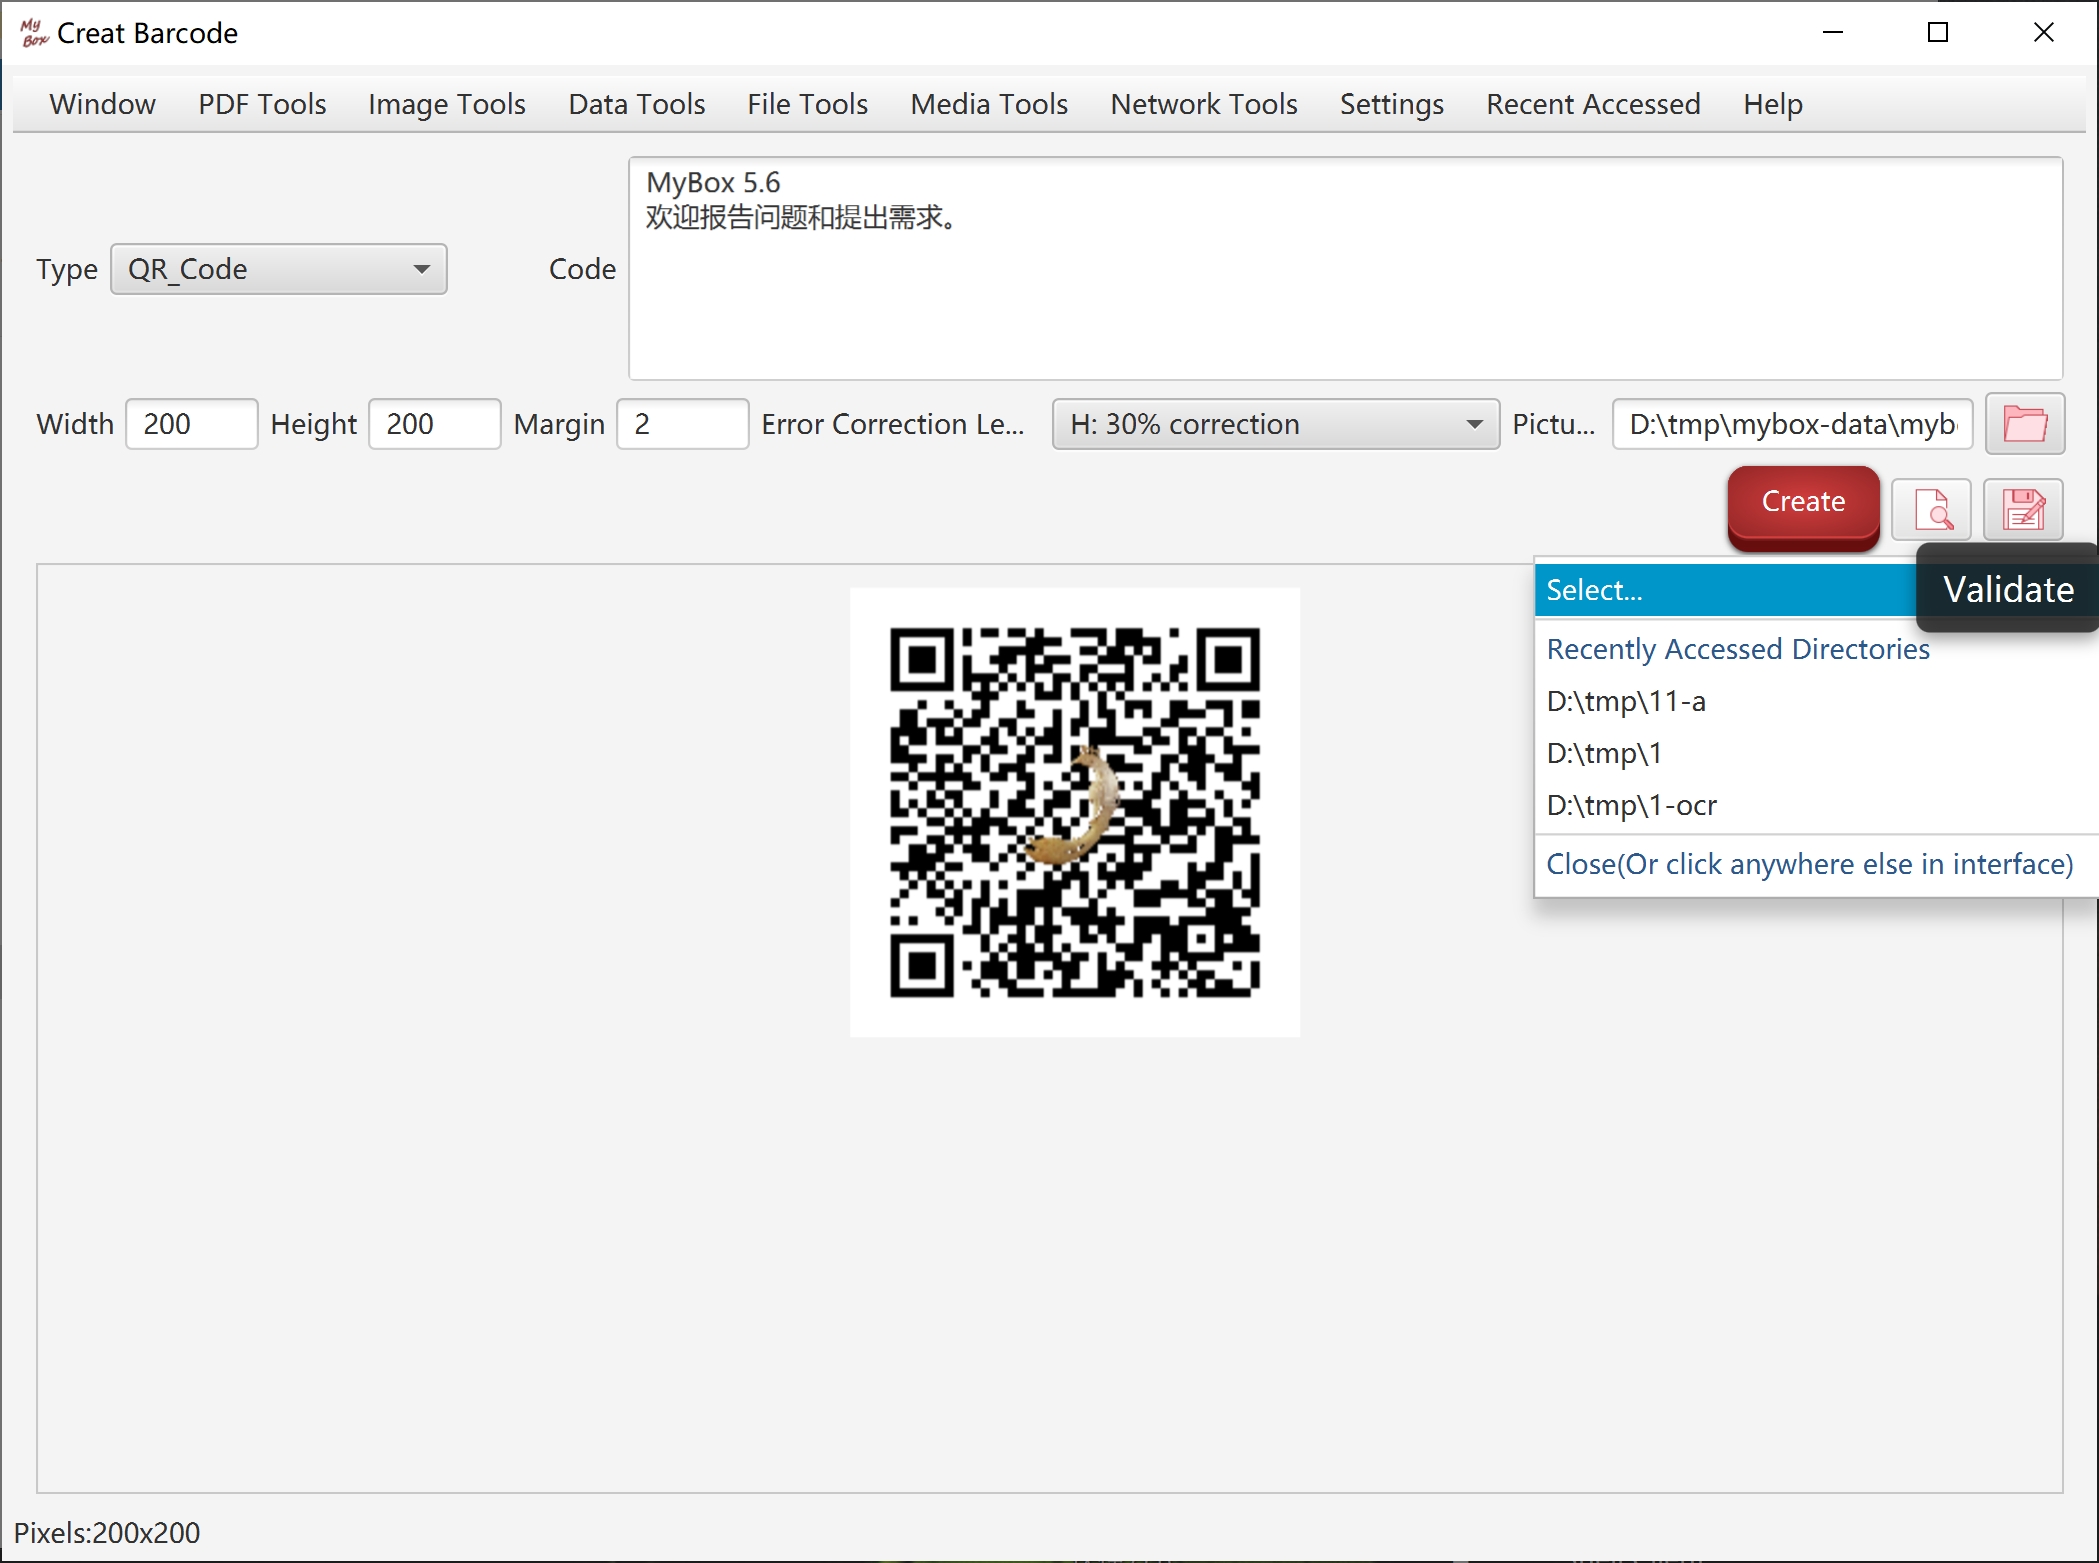 My Box Creat Barcode
Window PDF Tools Image Tools Data Tools File Tools Media Tools Network Tools Settings Recent Accessed Help
MyBox 5.6
欢迎报告问题和提出需求。
Type QR_Code Code
Width 200 Height 200 Margin 2 Error Correction Le... H: 30% correction Pictu... D:\tmp\mybox-data\myb
Create
Select...
Validate
Recently Accessed Directories
D:\tmp\11-a
D:\tmp\1
D:\tmp\1-ocr
Close(Or click anywhere else in interface)
Pixels:200x200